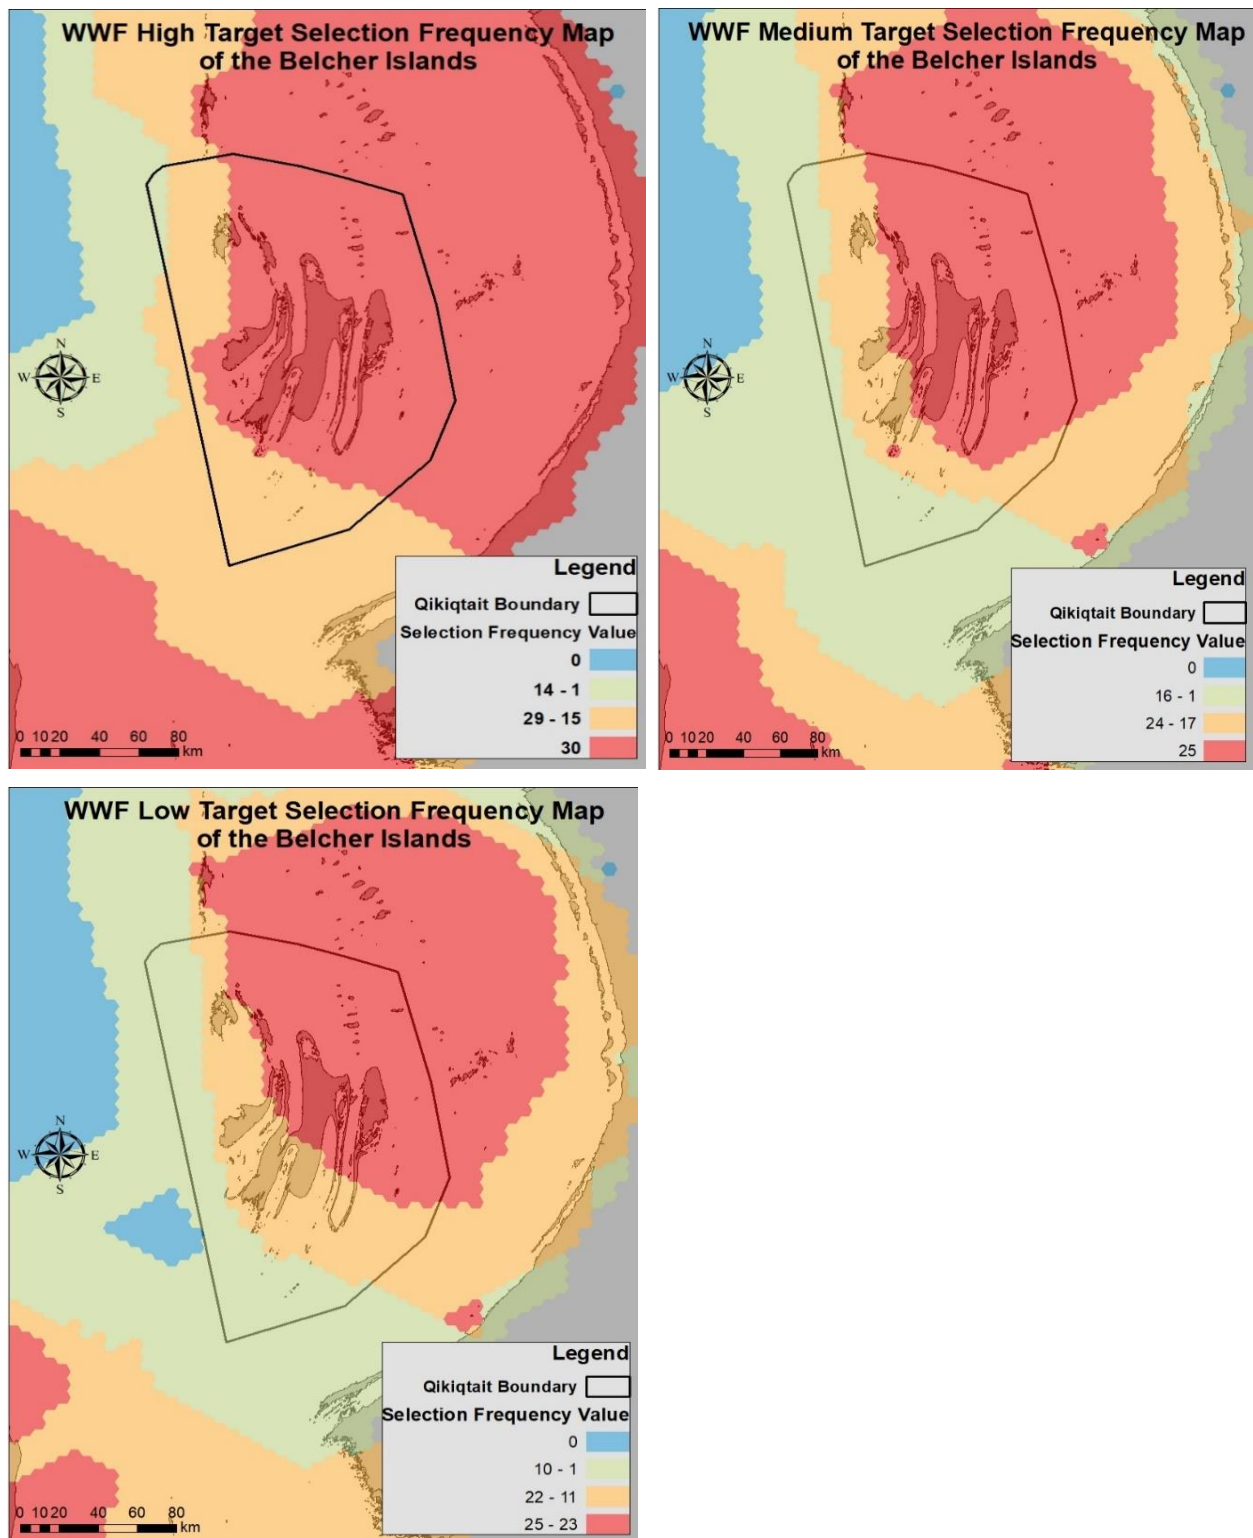 WWF High Target Selection Frequency Map
of the Belcher Islands
N
W E
S
Legend
Qikiqtait Boundary
Selection Frequency Value
0
14 - 1
29 - 15
30
0 10 20 40 60 80
km
WWF Medium Target Selection Frequency Map
of the Belcher Islands
N
W E
S
Legend
Qikiqtait Boundary
Selection Frequency Value
0
16 - 1
24 - 17
25
0 10 20 40 60 80
km
WWF Low Target Selection Frequency Map
of the Belcher Islands
N
W E
S
Legend
Qikiqtait Boundary
Selection Frequency Value
0
10 - 1
22 - 11
25 - 23
0 10 20 40 60 80
km